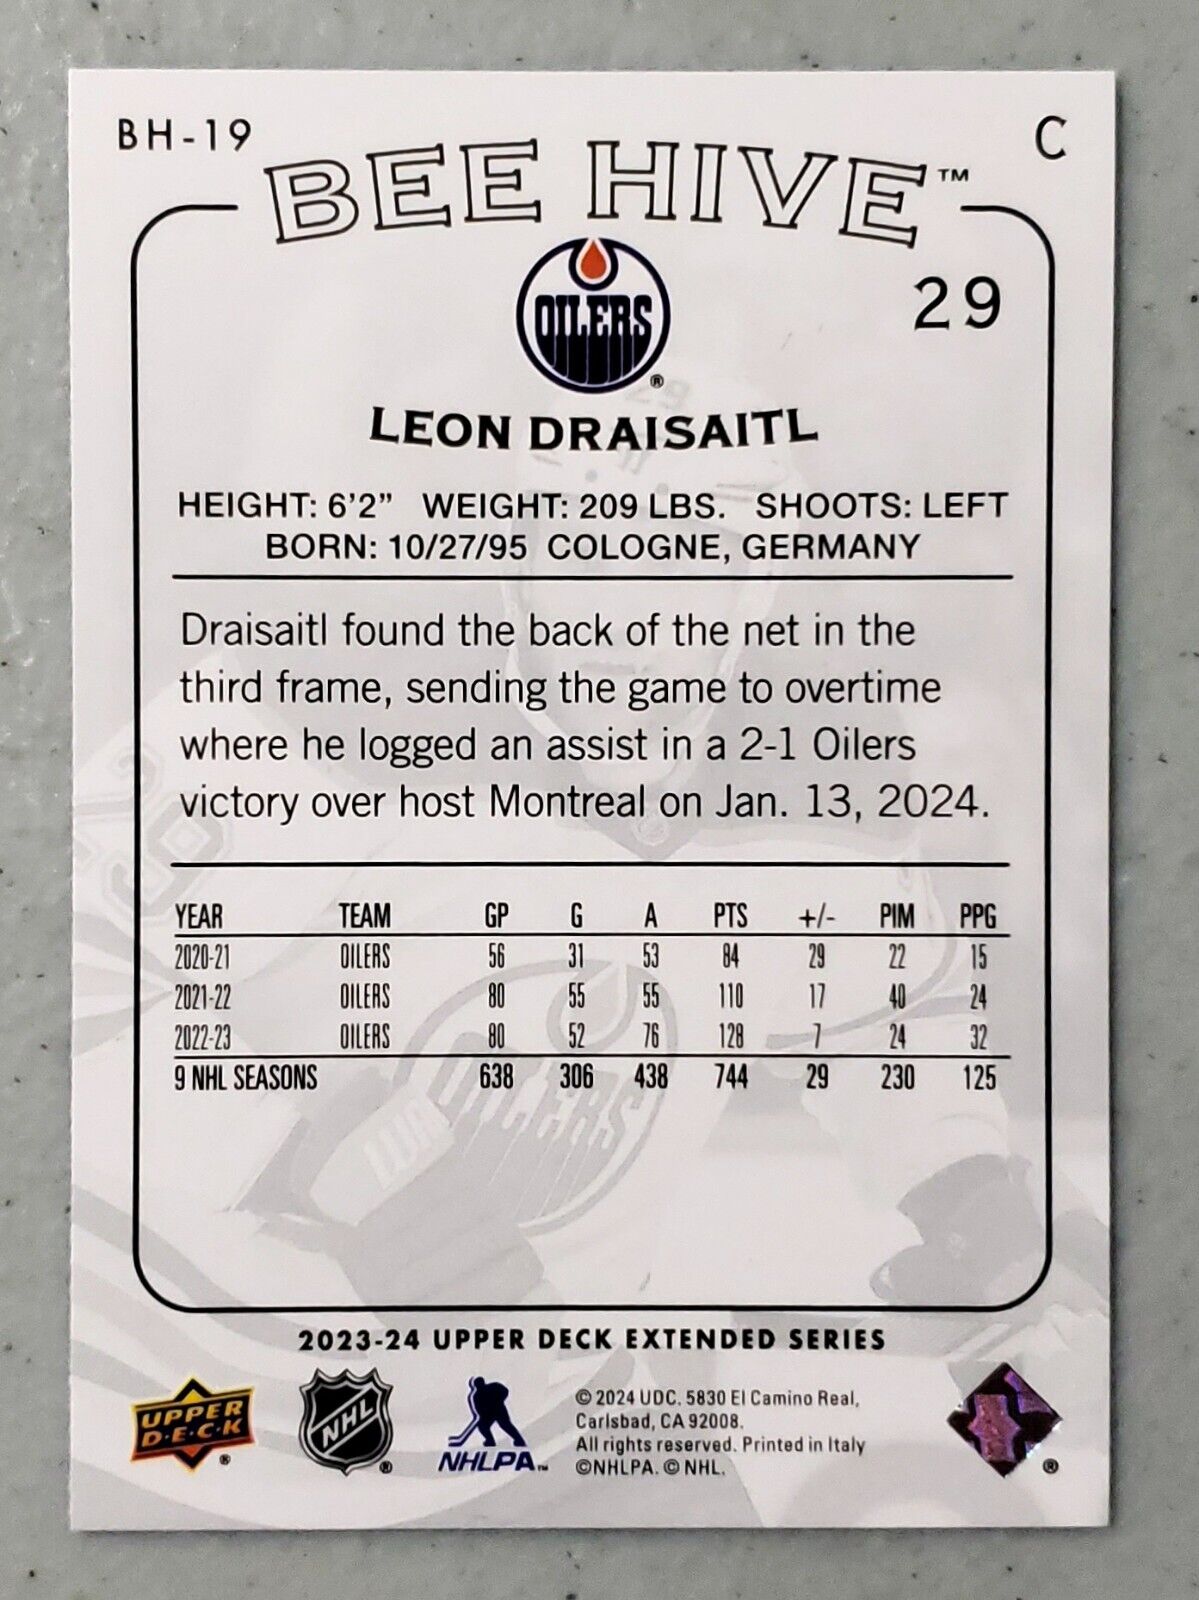 BH-19
C
BEE HIVE™
29
OILERS
®
LEON DRAISAITL
HEIGHT: 6'2” WEIGHT: 209 LBS. SHOOTS: LEFT
BORN: 10/27/95 COLOGNE, GERMANY
Draisaitl found the back of the net in the
third frame, sending the game to overtime
where he logged an assist in a 2-1 Oilers
victory over host Montreal on Jan. 13, 2024.
YEAR TEAM GP G A PTS +/- PIM PPG
2020-21 OILERS 56 31 53 84 29 22 15
2021-22 OILERS 80 55 55 110 17 40 24
2022-23 OILERS 80 52 76 128 7 24 32
9 NHL SEASONS 638 306 438 744 29 230 125
OILERS
2023-24 UPPER DECK EXTENDED SERIES
UPPER
D·E·C·K
®
NHL
®
NHLPA™
© 2024 UDC. 5830 El Camino Real,
Carlsbad, CA 92008.
All rights reserved. Printed in Italy
©NHLPA. © NHL.
®